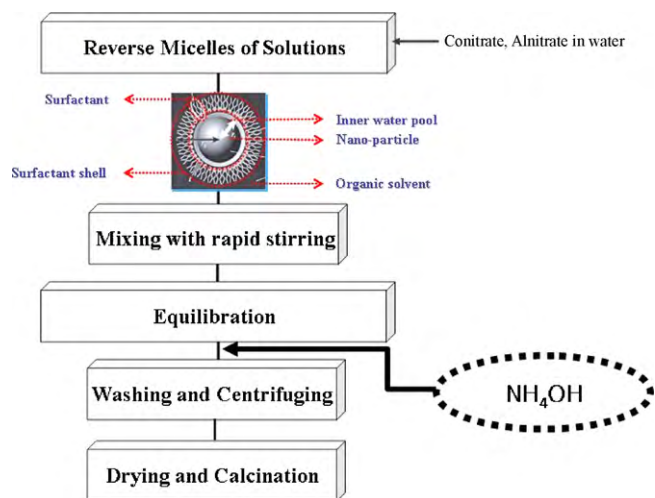 Reverse Micelles of Solutions
Conitrate, Alnitrate in water
Surfactant
Inner water pool
Nano-particle
Surfactant shell
Organic solvent
Mixing with rapid stirring
Equilibration
Washing and Centrifuging
NH₄OH
Drying and Calcination